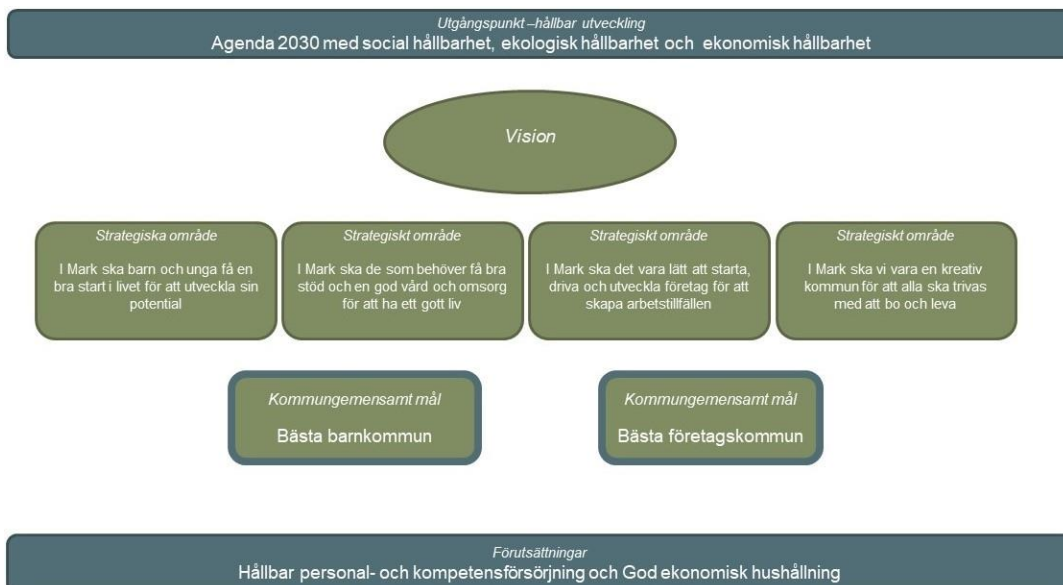 Utgångspunkt –hållbar utveckling
Agenda 2030 med social hållbarhet, ekologisk hållbarhet och ekonomisk hållbarhet
Vision
Strategiska område
I Mark ska barn och unga få en
bra start i livet för att utveckla sin
potential
Strategiskt område
I Mark ska de som behöver få bra
stöd och en god vård och omsorg
för att ha ett gott liv
Strategiskt område
I Mark ska det vara lätt att starta,
driva och utveckla företag för att
skapa arbetstillfällen
Strategiskt område
I Mark ska vi vara en kreativ
kommun för att alla ska trivas
med att bo och leva
Kommungemensamt mål
Bästa barnkommun
Kommungemensamt mål
Bästa företagskommun
Förutsättningar
Hållbar personal- och kompetensförsörjning och God ekonomisk hushållning